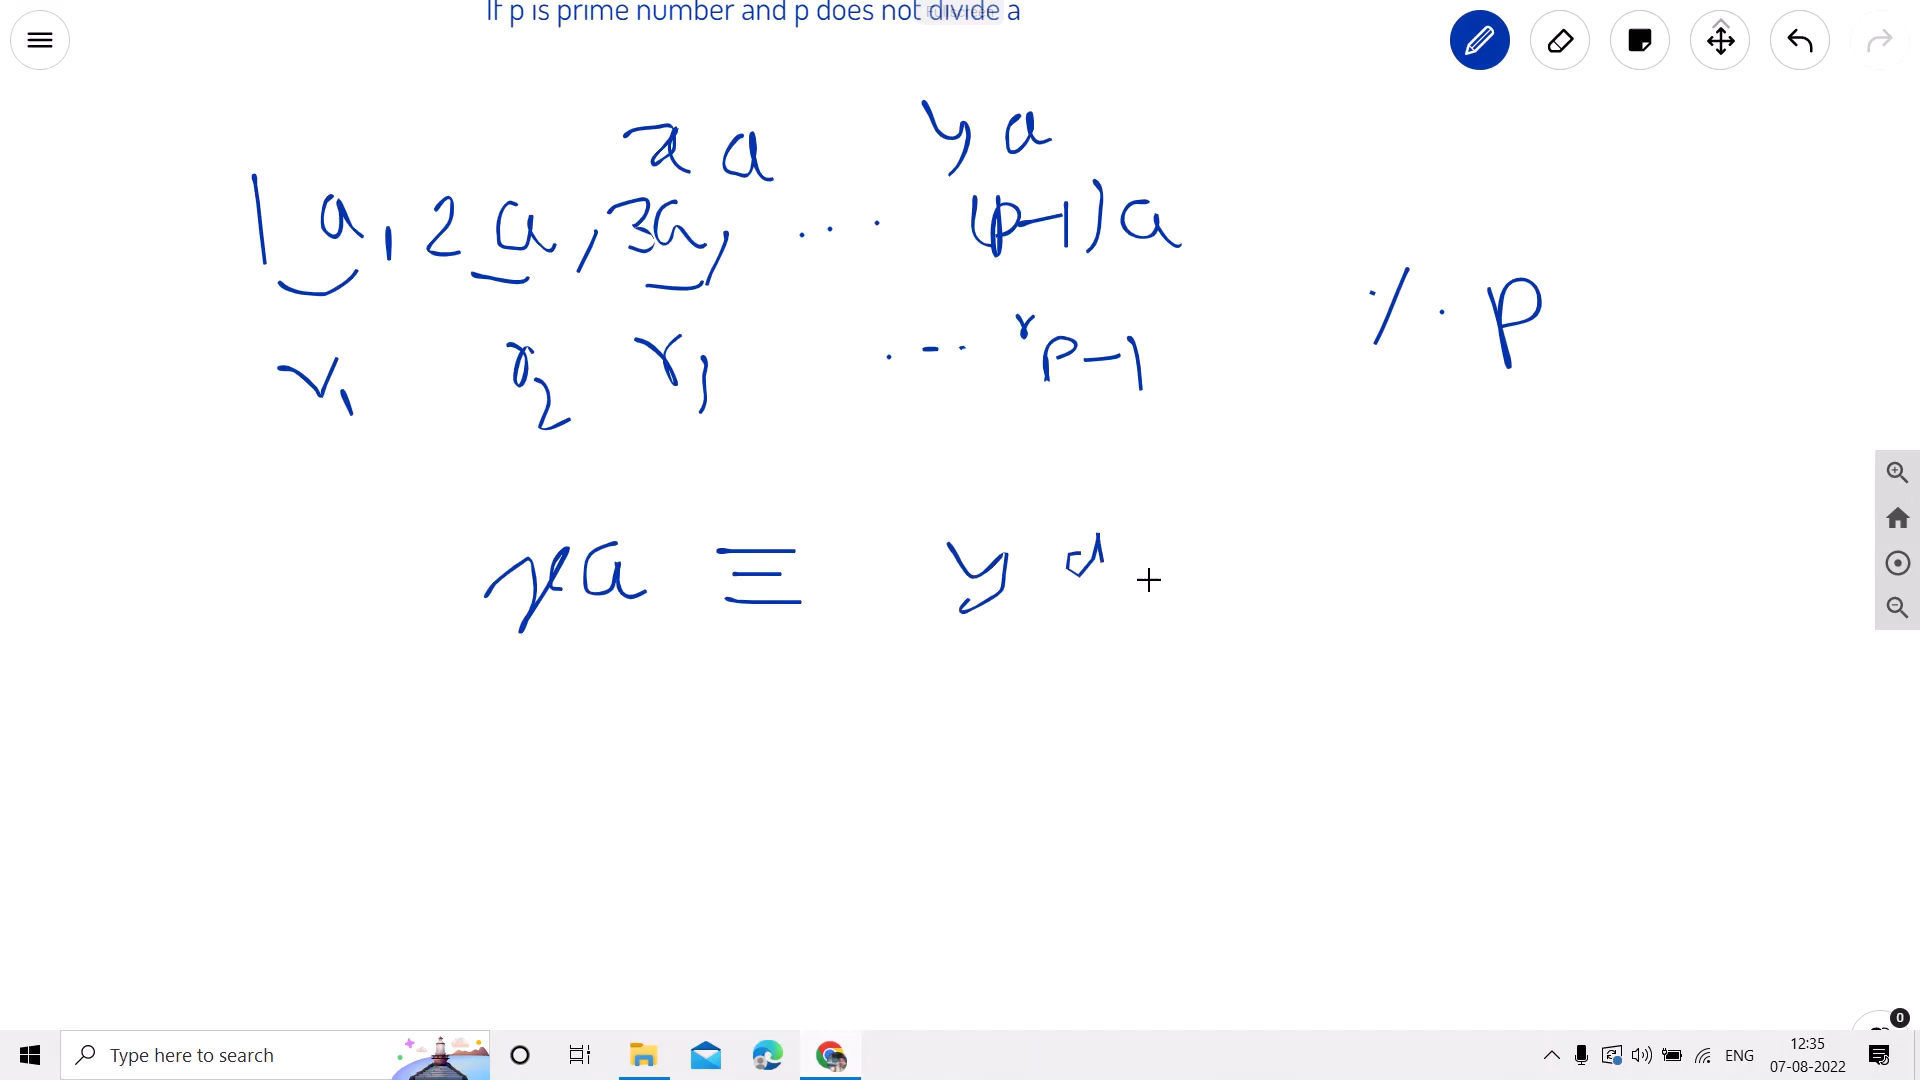 If p is prime number and p does not divide a
x a y a
1 a, 2 a, 3a, ... (p-1) a
% p
r1 r2 r3 ... rp-1
xa ≡ y a
Type here to search
ENG
12:35
07-08-2022
0